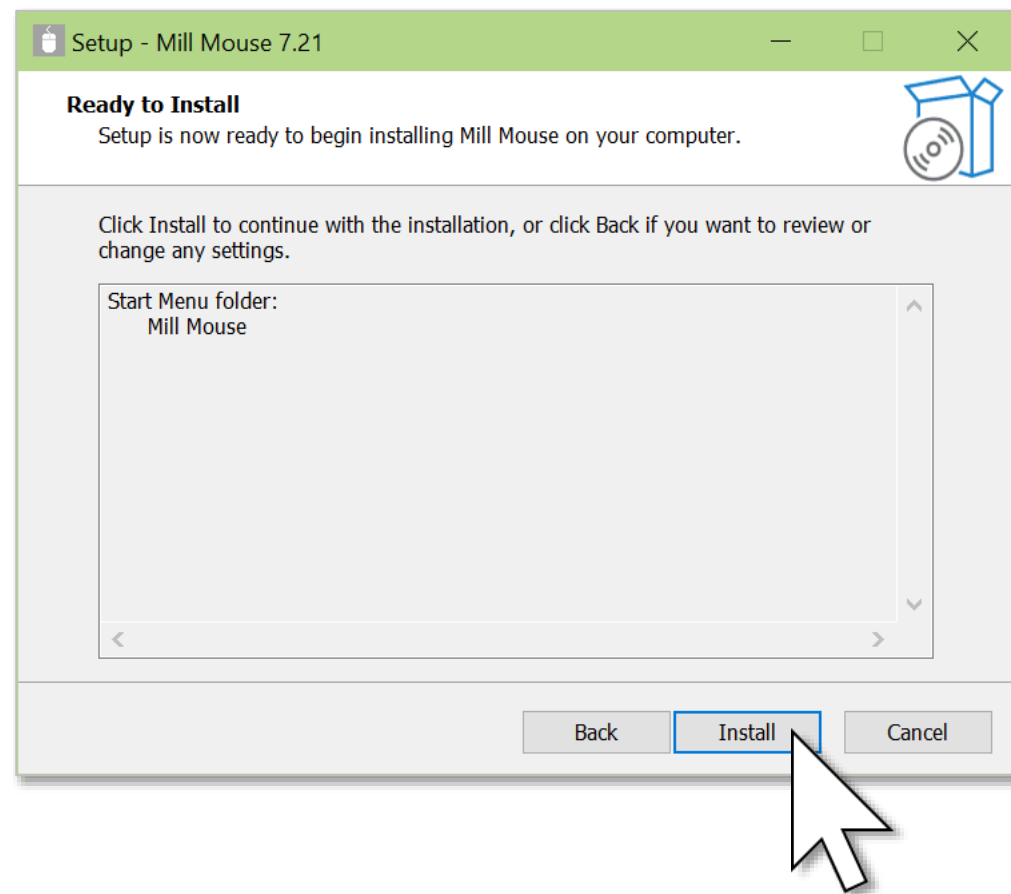 Setup - Mill Mouse 7.21
Ready to Install
Setup is now ready to begin installing Mill Mouse on your computer.
Click Install to continue with the installation, or click Back if you want to review or
change any settings.
Start Menu folder:
Mill Mouse
Back
Install
Cancel